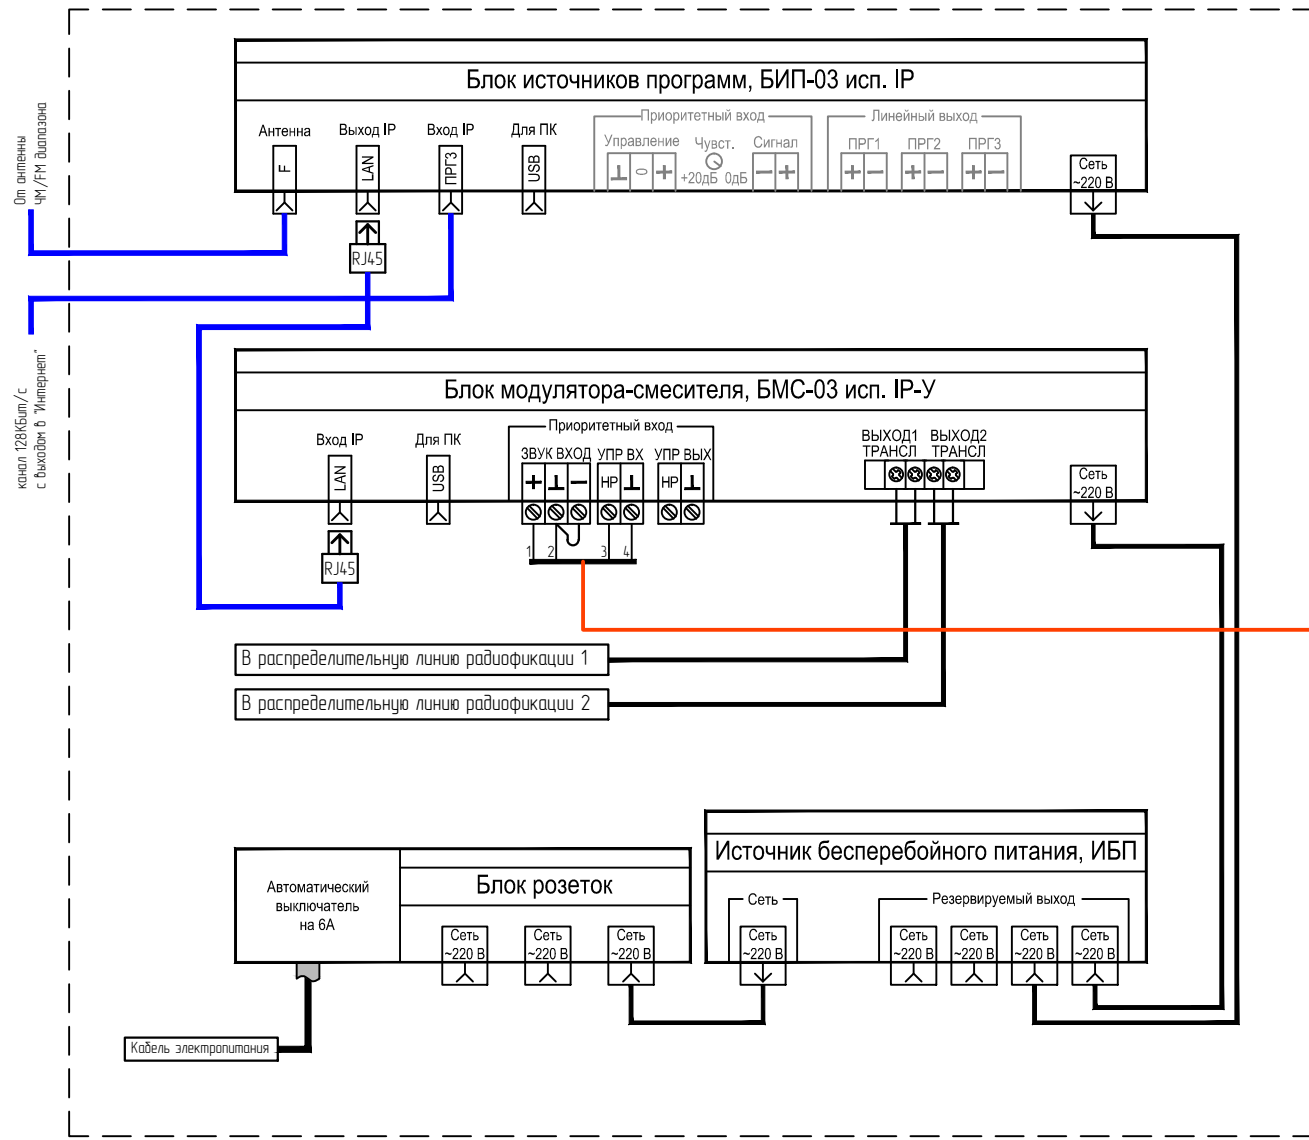 Блок источников программ, БИП-03 исп. IP
Антенна
Выход IP
Вход IP
Для ПК
Приоритетный вход
Линейный выход
Управление
Чувст.
Сигнал
ПРГ1
ПРГ2
ПРГ3
F
LAN
ПРГ3
USB
0
+
+20дБ 0дБ
Сеть
~220 В
От антенны
ЧМ/FM диапазона
RJ45
канал 128КБит/с
с выходом в "Интернет"
Блок модулятора-смесителя, БМС-03 исп. IP-У
Вход IP
Для ПК
Приоритетный вход
ЗВУК ВХОД
УПР ВХ
УПР ВЫХ
ВЫХОД1
ТРАНСЛ
ВЫХОД2
ТРАНСЛ
LAN
USB
НР
НР
Сеть
~220 В
1
2
3
4
RJ45
В распределительную линию радиофикации 1
В распределительную линию радиофикации 2
Автоматический
выключатель
на 6А
Блок розеток
Сеть
~220 В
Сеть
~220 В
Сеть
~220 В
Источник бесперебойного питания, ИБП
Сеть
Резервируемый выход
Сеть
~220 В
Сеть
~220 В
Сеть
~220 В
Сеть
~220 В
Сеть
~220 В
Кабель электропитания